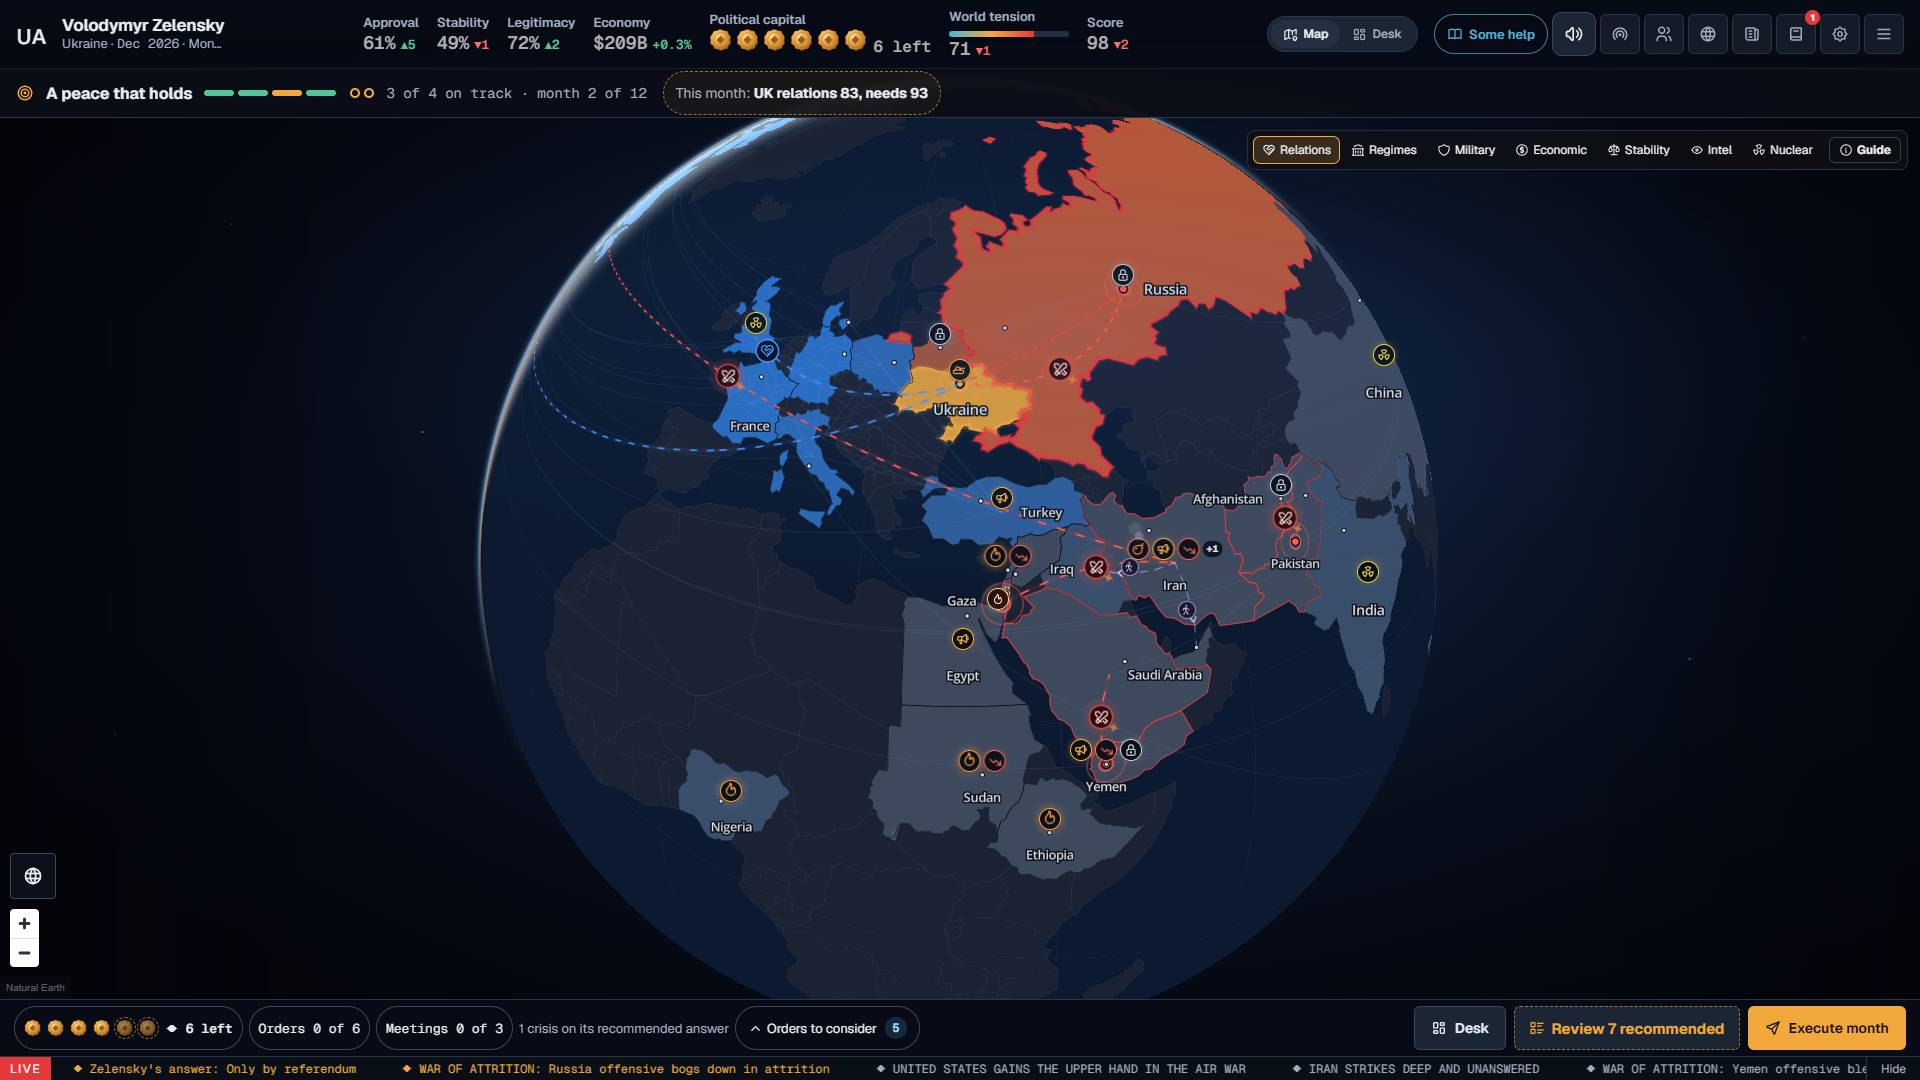 UA
Volodymyr Zelensky
Ukraine · Dec 2026 · Mon...
Approval
61% ▲5
Stability
49% ▼1
Legitimacy
72% ▲2
Economy
$209B +0.3%
Political capital
6 left
World tension
71 ▼1
Score
98 ▼2
Map
Desk
Some help
1
A peace that holds
3 of 4 on track · month 2 of 12
This month: UK relations 83, needs 93
Relations
Regimes
Military
Economic
Stability
Intel
Nuclear
Guide
Russia
China
Ukraine
France
Afghanistan
Turkey
+1
Iraq
Pakistan
Iran
Gaza
India
Egypt
Saudi Arabia
Yemen
Sudan
Nigeria
Ethiopia
+
−
Natural Earth
6 left
Orders 0 of 6
Meetings 0 of 3
1 crisis on its recommended answer
Orders to consider 5
Desk
Review 7 recommended
Execute month
LIVE
◆ Zelensky's answer: Only by referendum
◆ WAR OF ATTRITION: Russia offensive bogs down in attrition
◆ UNITED STATES GAINS THE UPPER HAND IN THE AIR WAR
◆ IRAN STRIKES DEEP AND UNANSWERED
◆ WAR OF ATTRITION: Yemen offensive ble
Hide